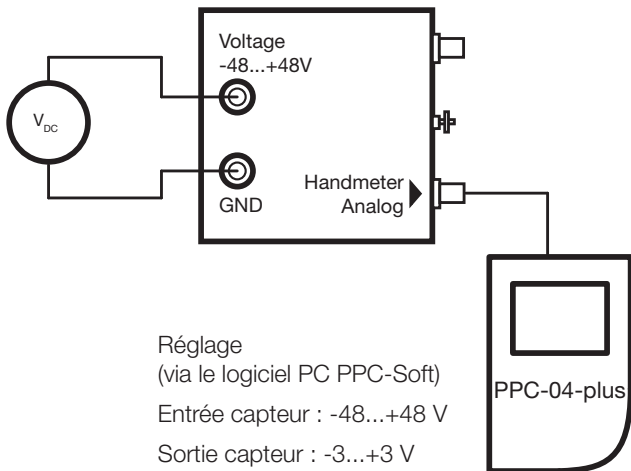 Voltage
-48...+48V
V_DC
GND
Handmeter
Analog
PPC-04-plus
Réglage
(via le logiciel PC PPC-Soft)
Entrée capteur : -48...+48 V
Sortie capteur : -3...+3 V